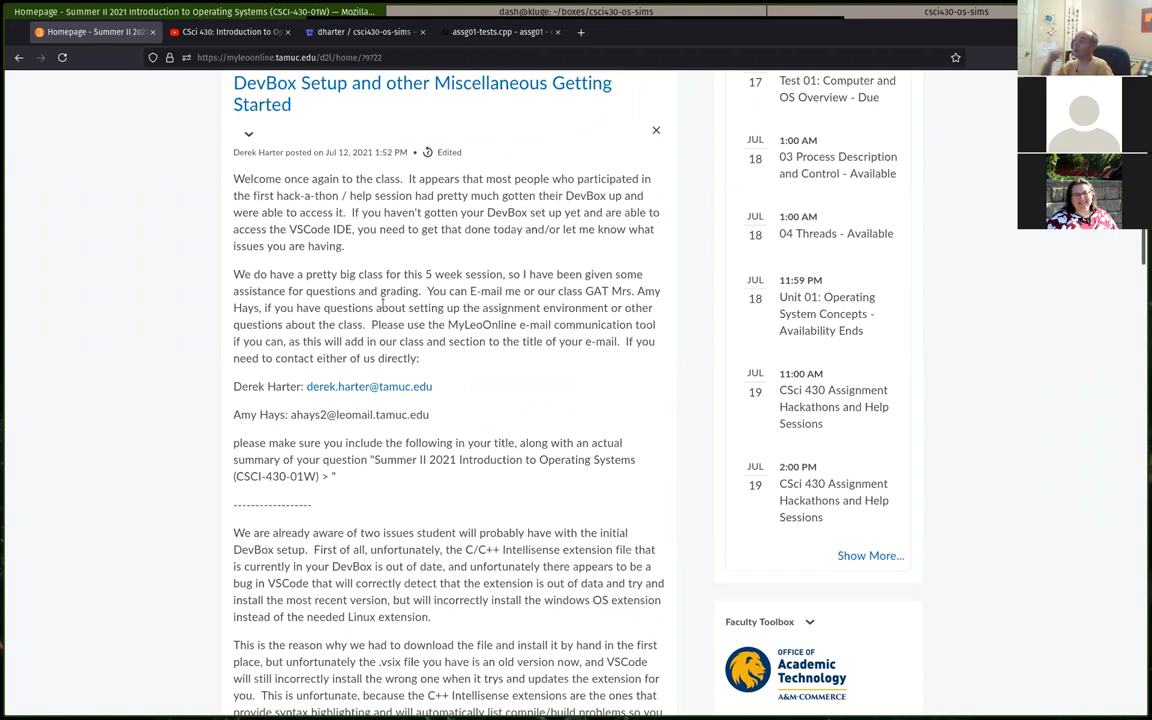 Homepage - Summer II 2021 Introduction to Operating Systems (CSCI-430-01W) — Mozilla...
dash@kluge: ~/boxes/csci430-os-sims
csci430-os-sims
Homepage - Summer II 202
CSci 430: Introduction to Op
dharter / csci430-os-sims
assg01-tests.cpp - assg01 -
https://myleoonline.tamuc.edu/d2l/home/79722
DevBox Setup and other Miscellaneous Getting
Started
Derek Harter posted on Jul 12, 2021 1:52 PM • Edited
Welcome once again to the class. It appears that most people who participated in
the first hack-a-thon / help session had pretty much gotten their DevBox up and
were able to access it. If you haven't gotten your DevBox set up yet and are able to
access the VSCode IDE, you need to get that done today and/or let me know what
issues you are having.
We do have a pretty big class for this 5 week session, so I have been given some
assistance for questions and grading. You can E-mail me or our class GAT Mrs. Amy
Hays, if you have questions about setting up the assignment environment or other
questions about the class. Please use the MyLeoOnline e-mail communication tool
if you can, as this will add in our class and section to the title of your e-mail. If you
need to contact either of us directly:
Derek Harter: derek.harter@tamuc.edu
Amy Hays: ahays2@leomail.tamuc.edu
please make sure you include the following in your title, along with an actual
summary of your question "Summer II 2021 Introduction to Operating Systems
(CSCI-430-01W) > "
------------------
We are already aware of two issues student will probably have with the initial
DevBox setup. First of all, unfortunately, the C/C++ Intellisense extension file that
is currently in your DevBox is out of date, and unfortunately there appears to be a
bug in VSCode that will correctly detect that the extension is out of data and try and
install the most recent version, but will incorrectly install the windows OS extension
instead of the needed Linux extension.
This is the reason why we had to download the file and install it by hand in the first
place, but unfortunately the .vsix file you have is an old version now, and VSCode
will still incorrectly install the wrong one when it trys and updates the extension for
you. This is unfortunate, because the C++ Intellisense extensions are the ones that
provide syntax highlighting and will automatically list compile/build problems so you
17
Test 01: Computer and
OS Overview - Due
JUL
18
1:00 AM
03 Process Description
and Control - Available
JUL
18
1:00 AM
04 Threads - Available
JUL
18
11:59 PM
Unit 01: Operating
System Concepts -
Availability Ends
JUL
19
11:00 AM
CSci 430 Assignment
Hackathons and Help
Sessions
JUL
19
2:00 PM
CSci 430 Assignment
Hackathons and Help
Sessions
Show More...
Faculty Toolbox
OFFICE OF
Academic
Technology
A&M-COMMERCE